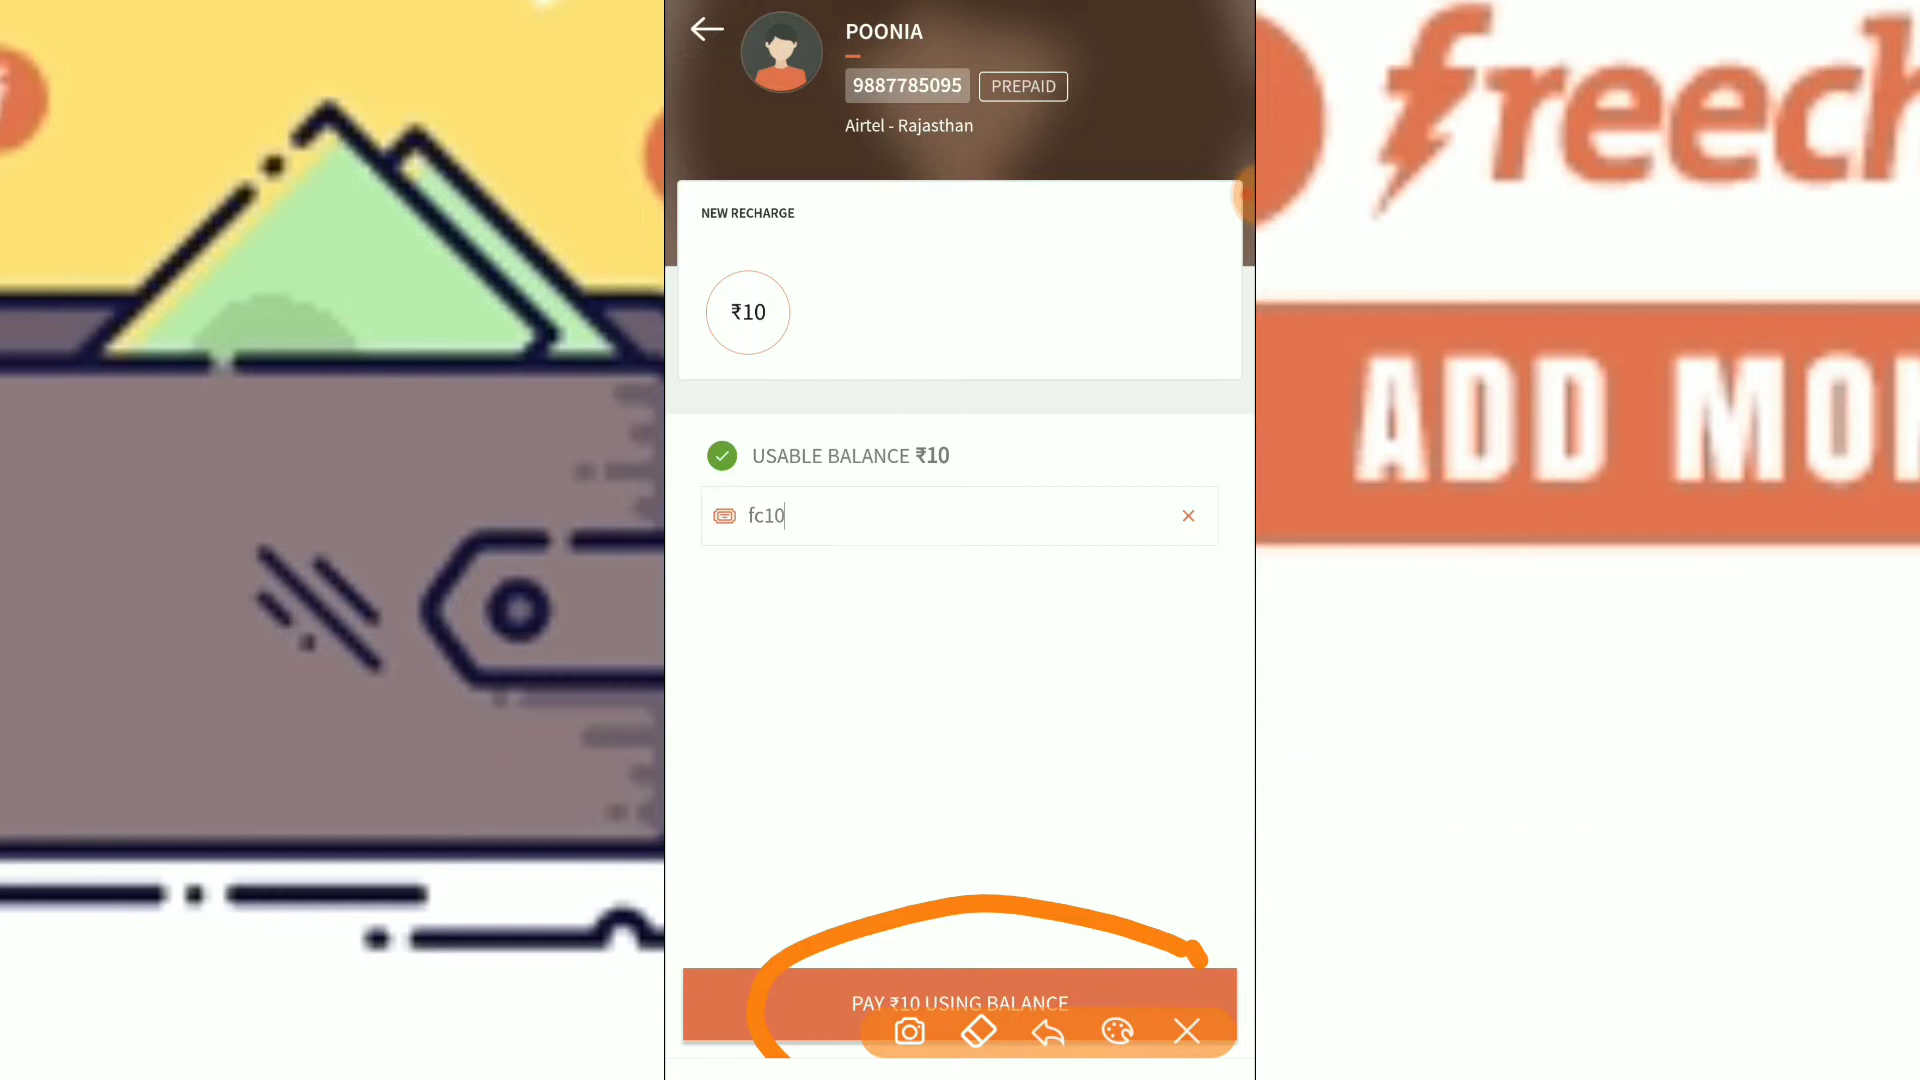 POONIA
9887785095 PREPAID
Airtel - Rajasthan
NEW RECHARGE
₹10
USABLE BALANCE ₹10
fc10
PAY ₹10 USING BALANCE
freech
ADD MO